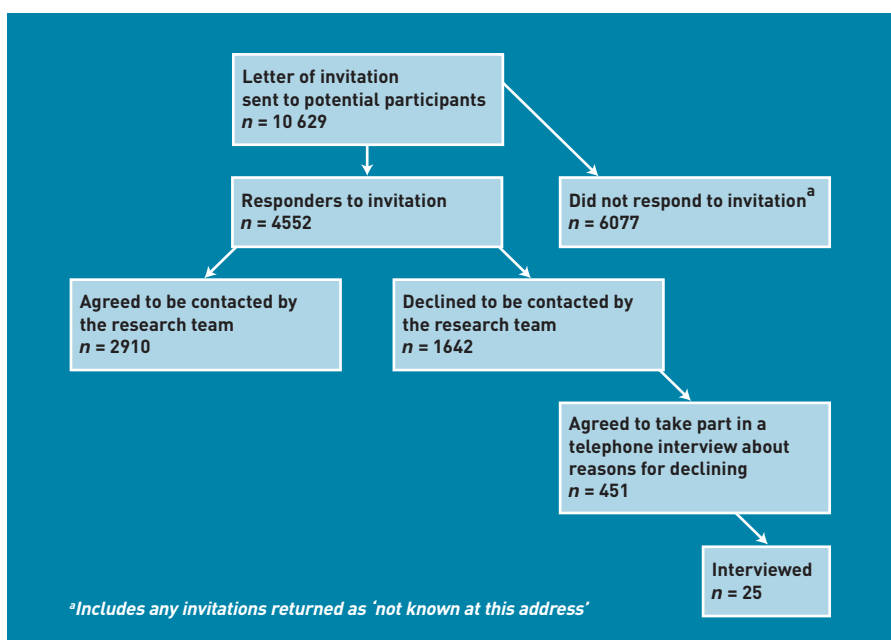 Letter of invitation
sent to potential participants
n = 10 629
Responders to invitation
n = 4552
Did not respond to invitationa
n = 6077
Agreed to be contacted by
the research team
n = 2910
Declined to be contacted by
the research team
n = 1642
Agreed to take part in a
telephone interview about
reasons for declining
n = 451
Interviewed
n = 25
aIncludes any invitations returned as ‘not known at this address’